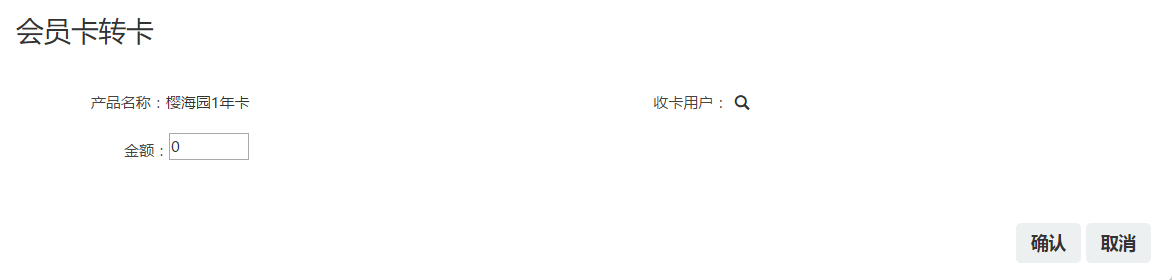 会员卡转卡
产品名称：樱海园1年卡
收卡用户：
金额：0
确认 取消